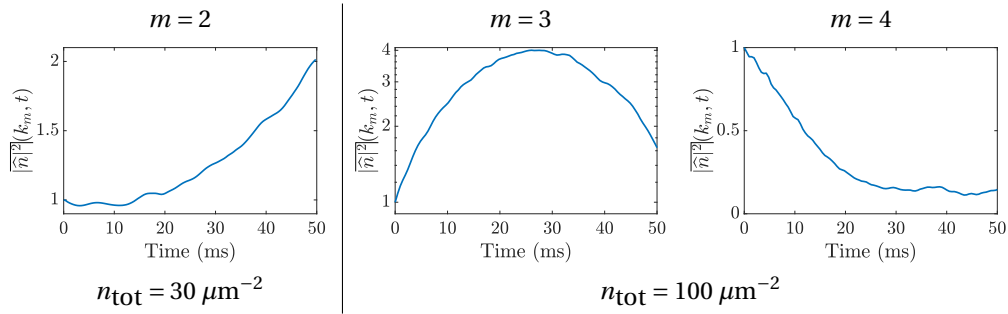 m = 2
m = 3
m = 4
|n̂|²(k_m, t)
2
1.5
1
0 10 20 30 40 50
Time (ms)
|n̂|²(k_m, t)
4
3
2
1
0 10 20 30 40 50
Time (ms)
|n̂|²(k_m, t)
1
0.5
0
0 10 20 30 40 50
Time (ms)
n_tot = 30 μm⁻²
n_tot = 100 μm⁻²